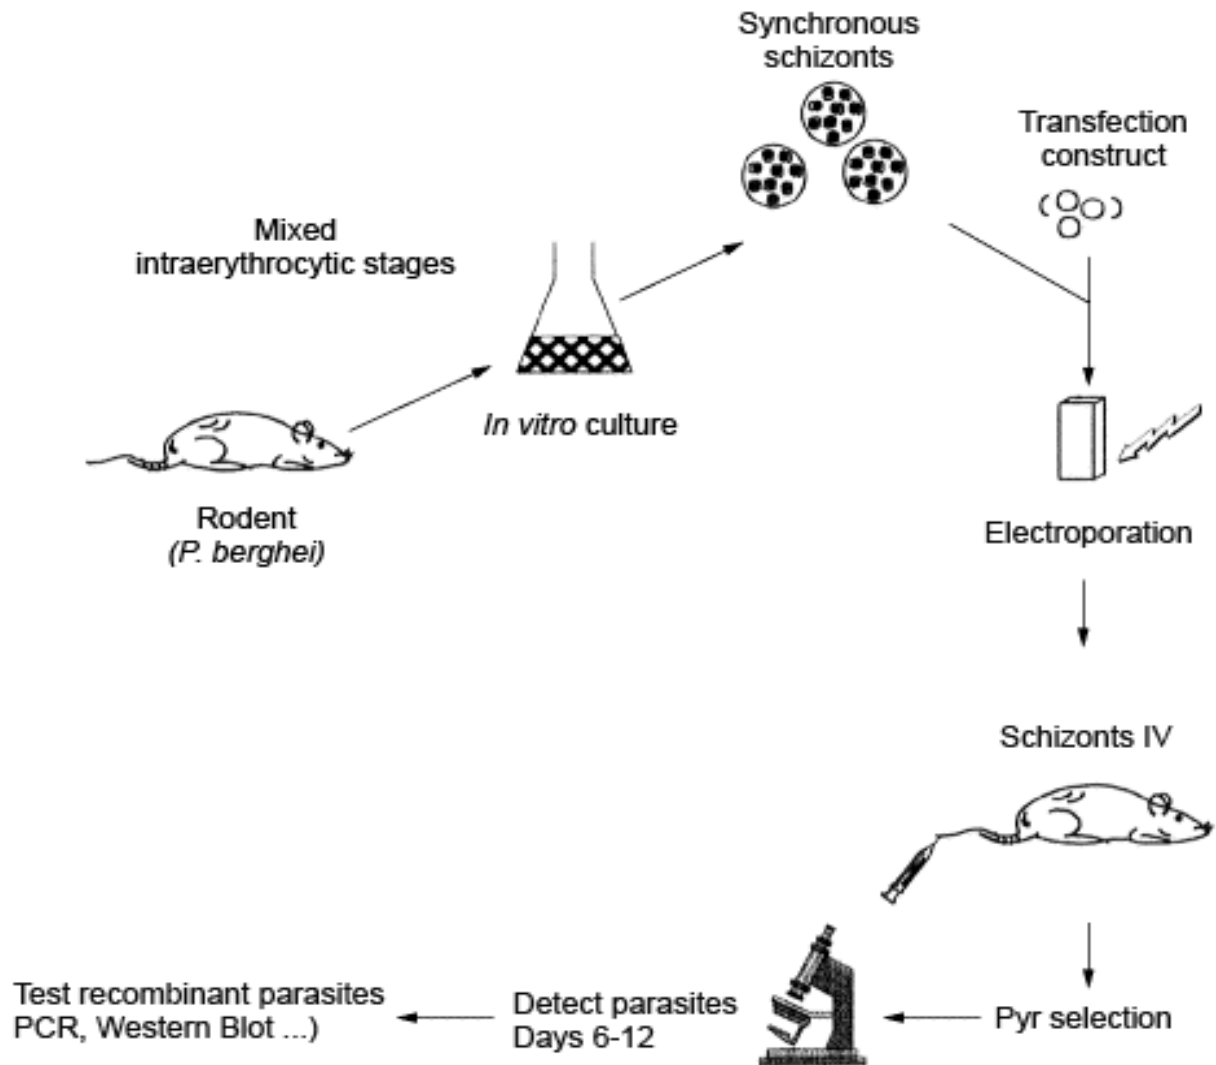 Synchronous
schizonts
Transfection
construct
Mixed
intraerythrocytic stages
In vitro culture
Rodent
(P. berghei)
Electroporation
Schizonts IV
Pyr selection
Detect parasites
Days 6-12
Test recombinant parasites
PCR, Western Blot ...)